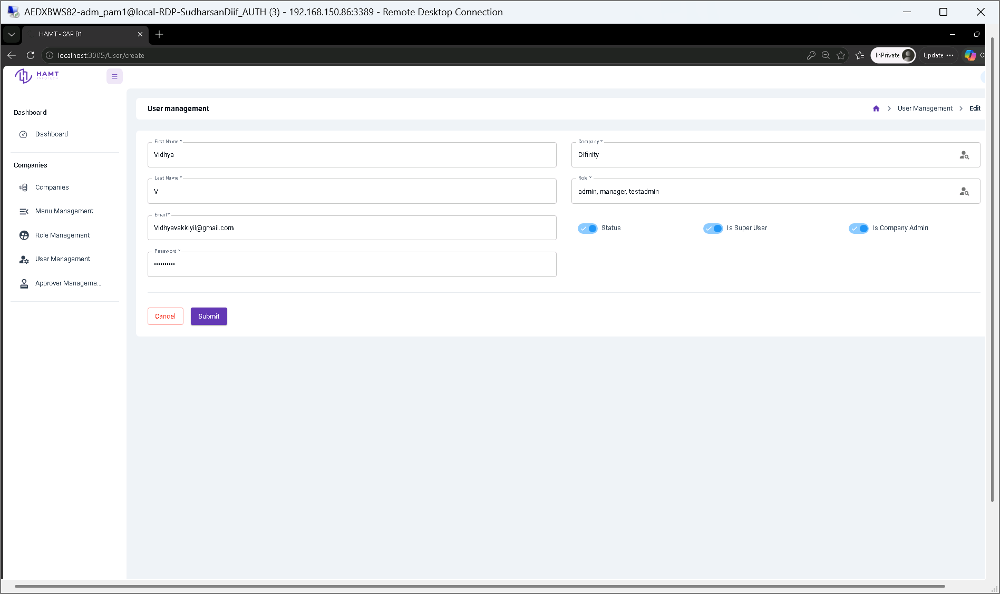 AEDXBWS82-adm_pam1@local-RDP-SudharsanDiif_AUTH (3) - 192.168.150.86:3389 - Remote Desktop Connection
HAMT - SAP B1
localhost:3005/User/create
InPrivate
Update
HAMT
INFOTECH
User management
User Management
Edit
Dashboard
Dashboard
Companies
Companies
Menu Management
Role Management
User Management
Approver Manageme...
First Name *
Vidhya
Company *
Difinity
Last Name *
V
Role *
admin, manager, testadmin
Email *
Vidhyavakkiyil@gmail.com
Status
Is Super User
Is Company Admin
Password *
••••••••••
Cancel
Submit